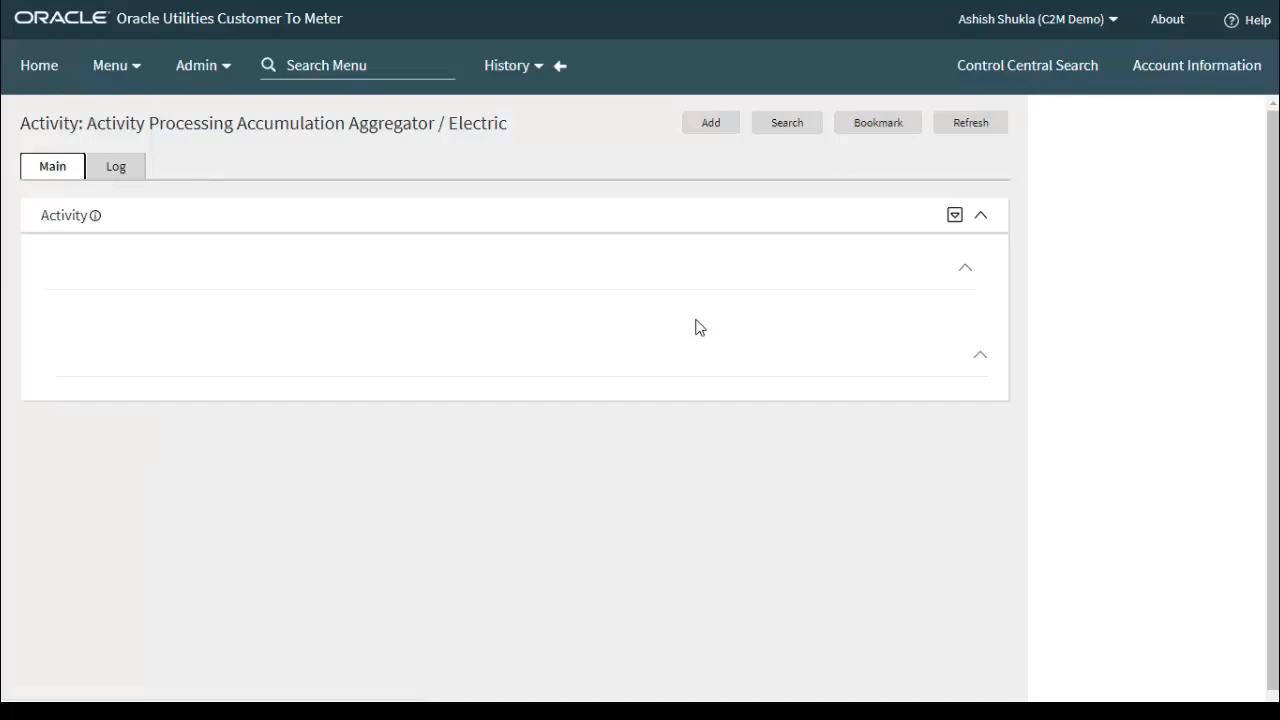 ORACLE® Oracle Utilities Customer To Meter
Ashish Shukla (C2M Demo) About Help
Home Menu Admin Search Menu History Control Central Search Account Information
Activity: Activity Processing Accumulation Aggregator / Electric
Add Search Bookmark Refresh
Main Log
Activity